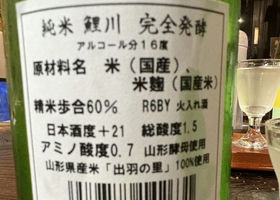 純米 鯉川 完全発酵
アルコール分16度
原材料名 米（国産）、
米麹（国産米）
精米歩合60% R6BY 火入れ酒
日本酒度+21 総酸度1.5
アミノ酸度0.7 山形酵母使用
山形県産米「出羽の里」100%使用